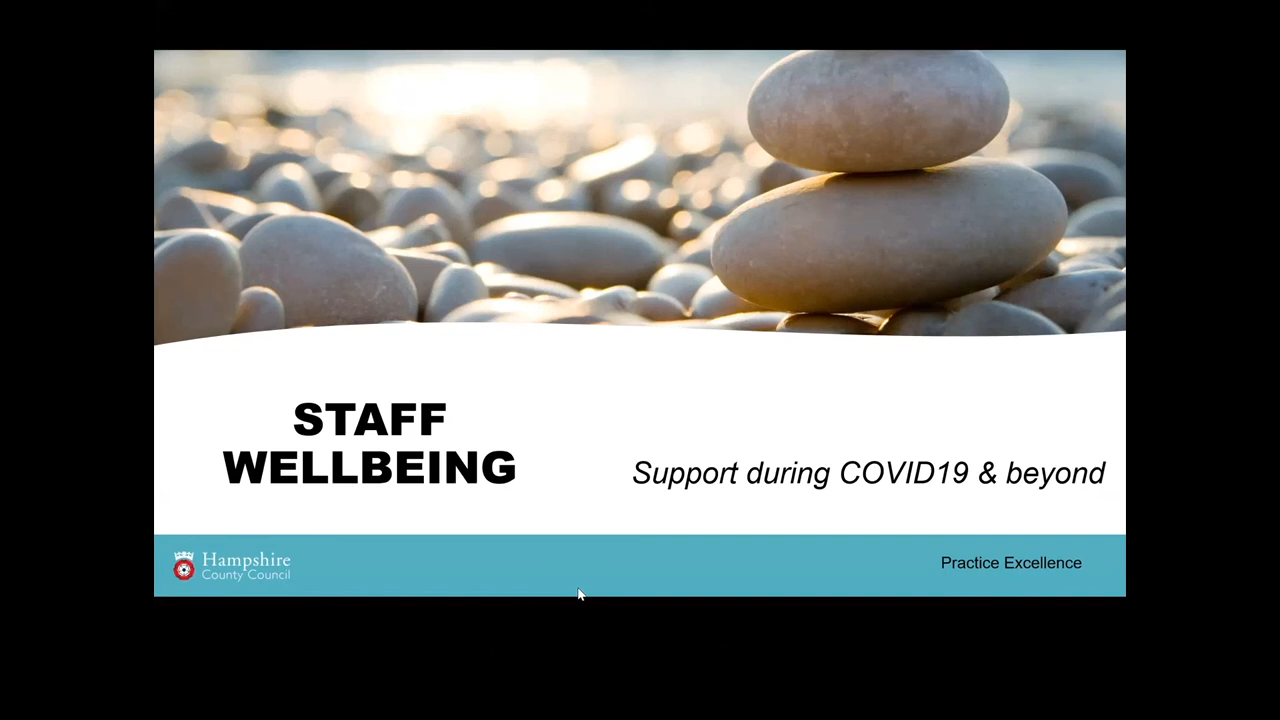 STAFF
WELLBEING
Support during COVID19 & beyond
Hampshire
County Council
Practice Excellence